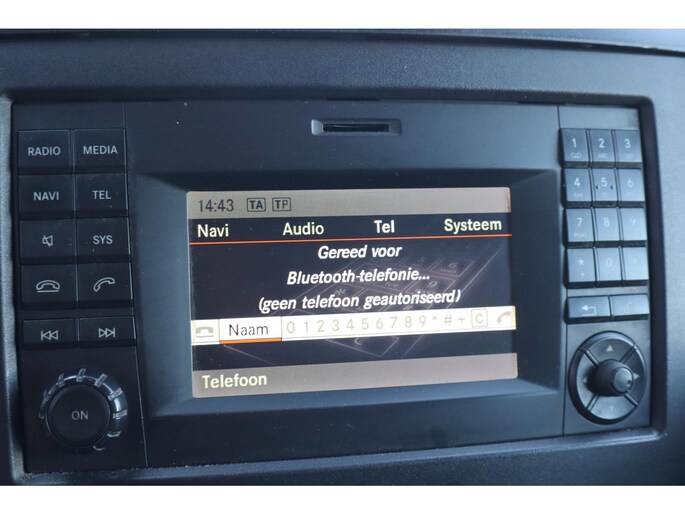 RADIO MEDIA
NAVI TEL
SYS
ON
14:43 TA TP
Navi Audio Tel Systeem
Gereed voor
Bluetooth-telefonie...
(geen telefoon geautoriseerd)
Naam 0 1 2 3 4 5 6 7 8 9 * # + C
Telefoon
1 2 3
4 5 6
7 8 9
* 0 #